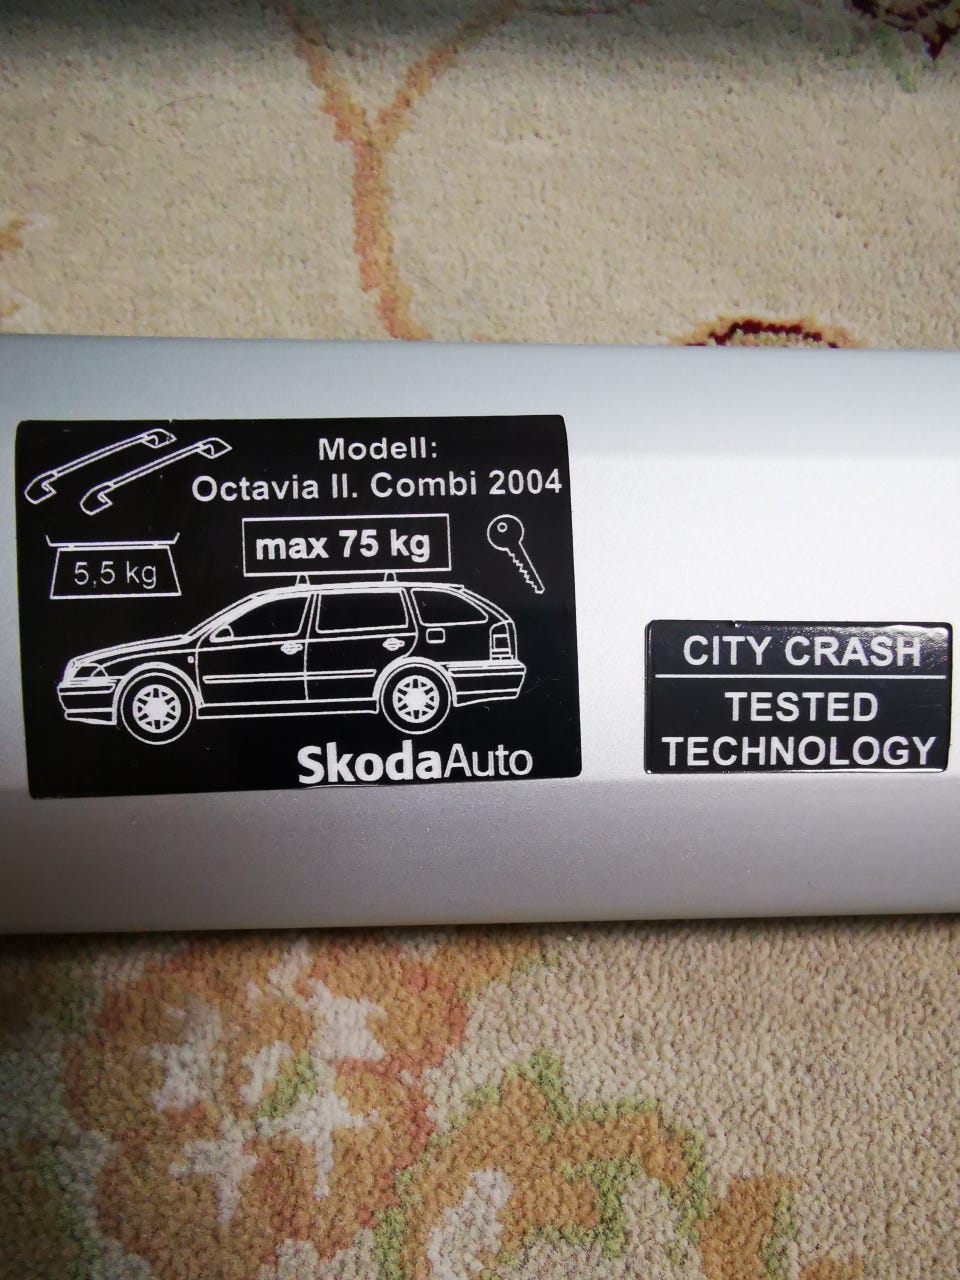 Modell:
Octavia II. Combi 2004
max 75 kg
5,5 kg
SkodaAuto
CITY CRASH
TESTED
TECHNOLOGY